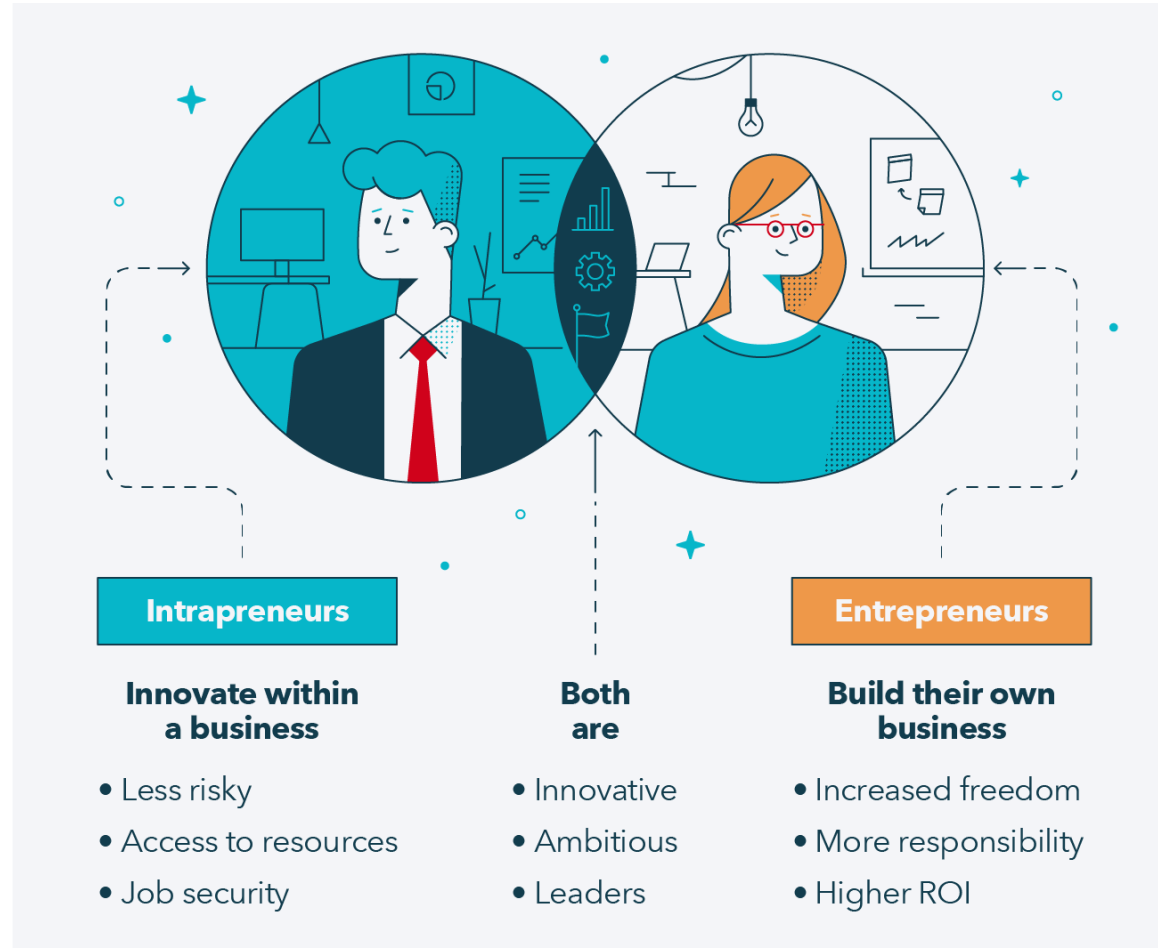 Intrapreneurs
Innovate within
a business
• Less risky
• Access to resources
• Job security
Both
are
• Innovative
• Ambitious
• Leaders
Entrepreneurs
Build their own
business
• Increased freedom
• More responsibility
• Higher ROI